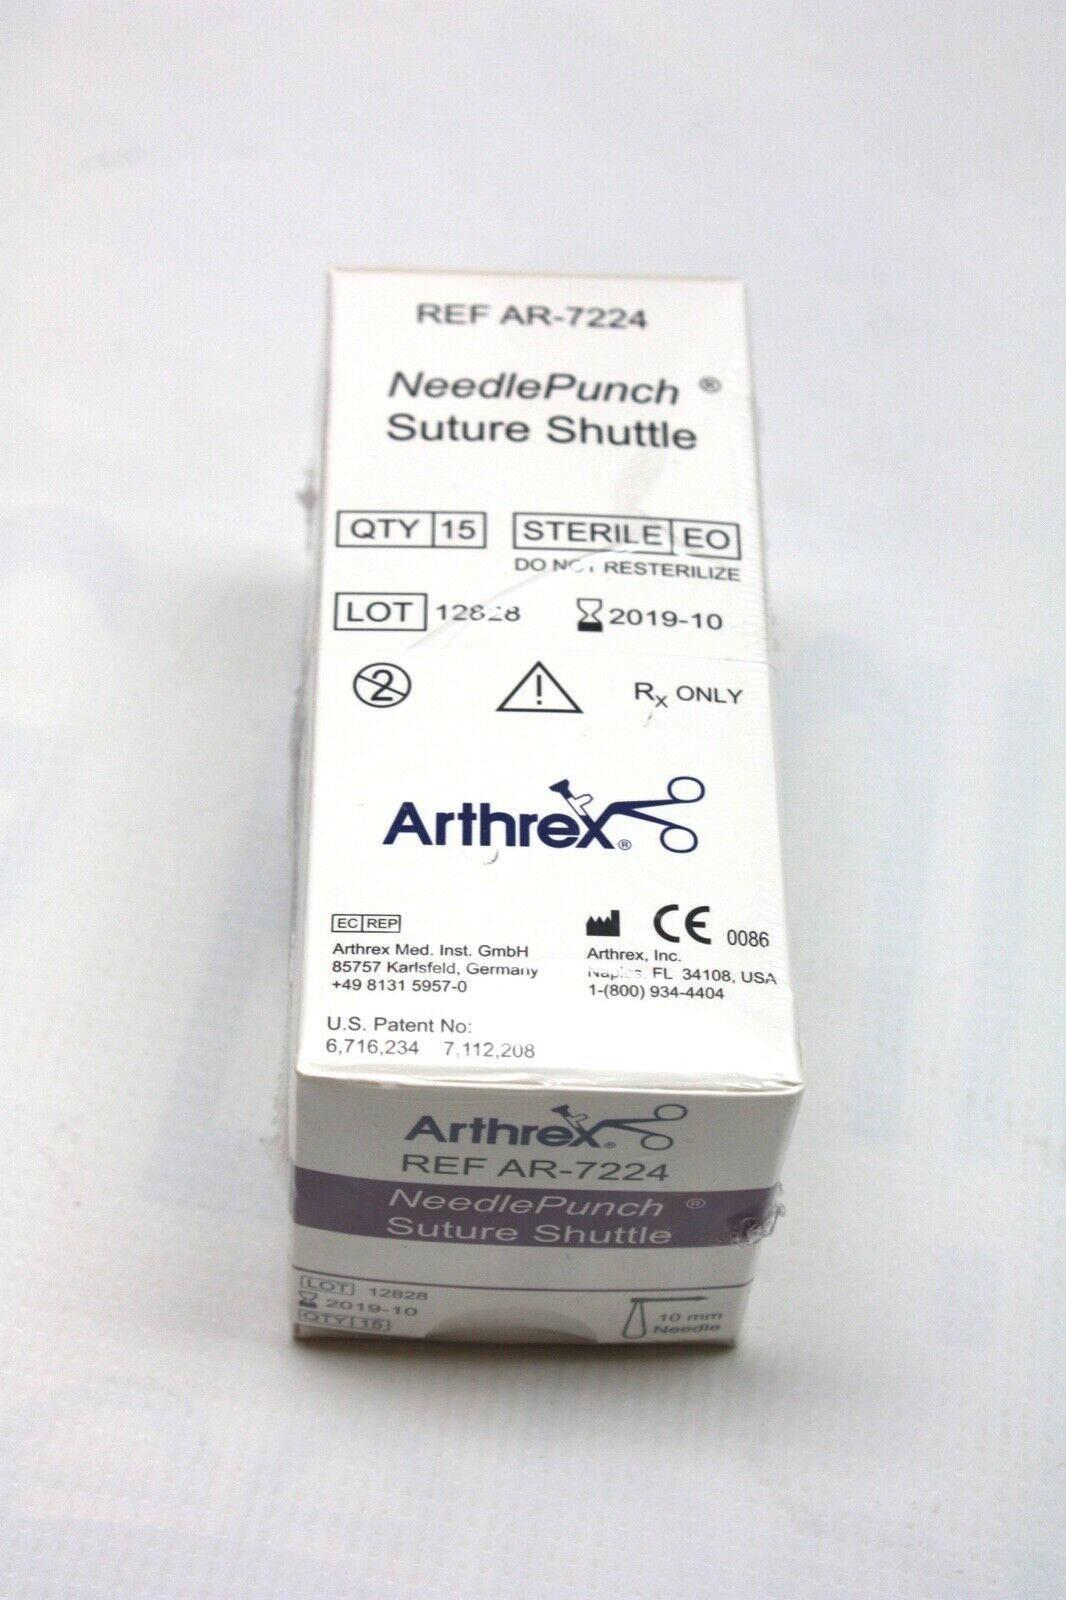 REF AR-7224
NeedlePunch ®
Suture Shuttle
QTY 15 STERILE EO
DO NOT RESTERILIZE
LOT 12828 2019-10
2 ! Rx ONLY
Arthrex®
EC REP
Arthrex Med. Inst. GmbH
85757 Karlsfeld, Germany
+49 8131 5957-0
CE 0086
Arthrex, Inc.
Naples, FL 34108, USA
1-(800) 934-4404
U.S. Patent No:
6,716,234 7,112,208
Arthrex®
REF AR-7224
NeedlePunch ®
Suture Shuttle
LOT 12828
2019-10
QTY 15
10 mm
Needle